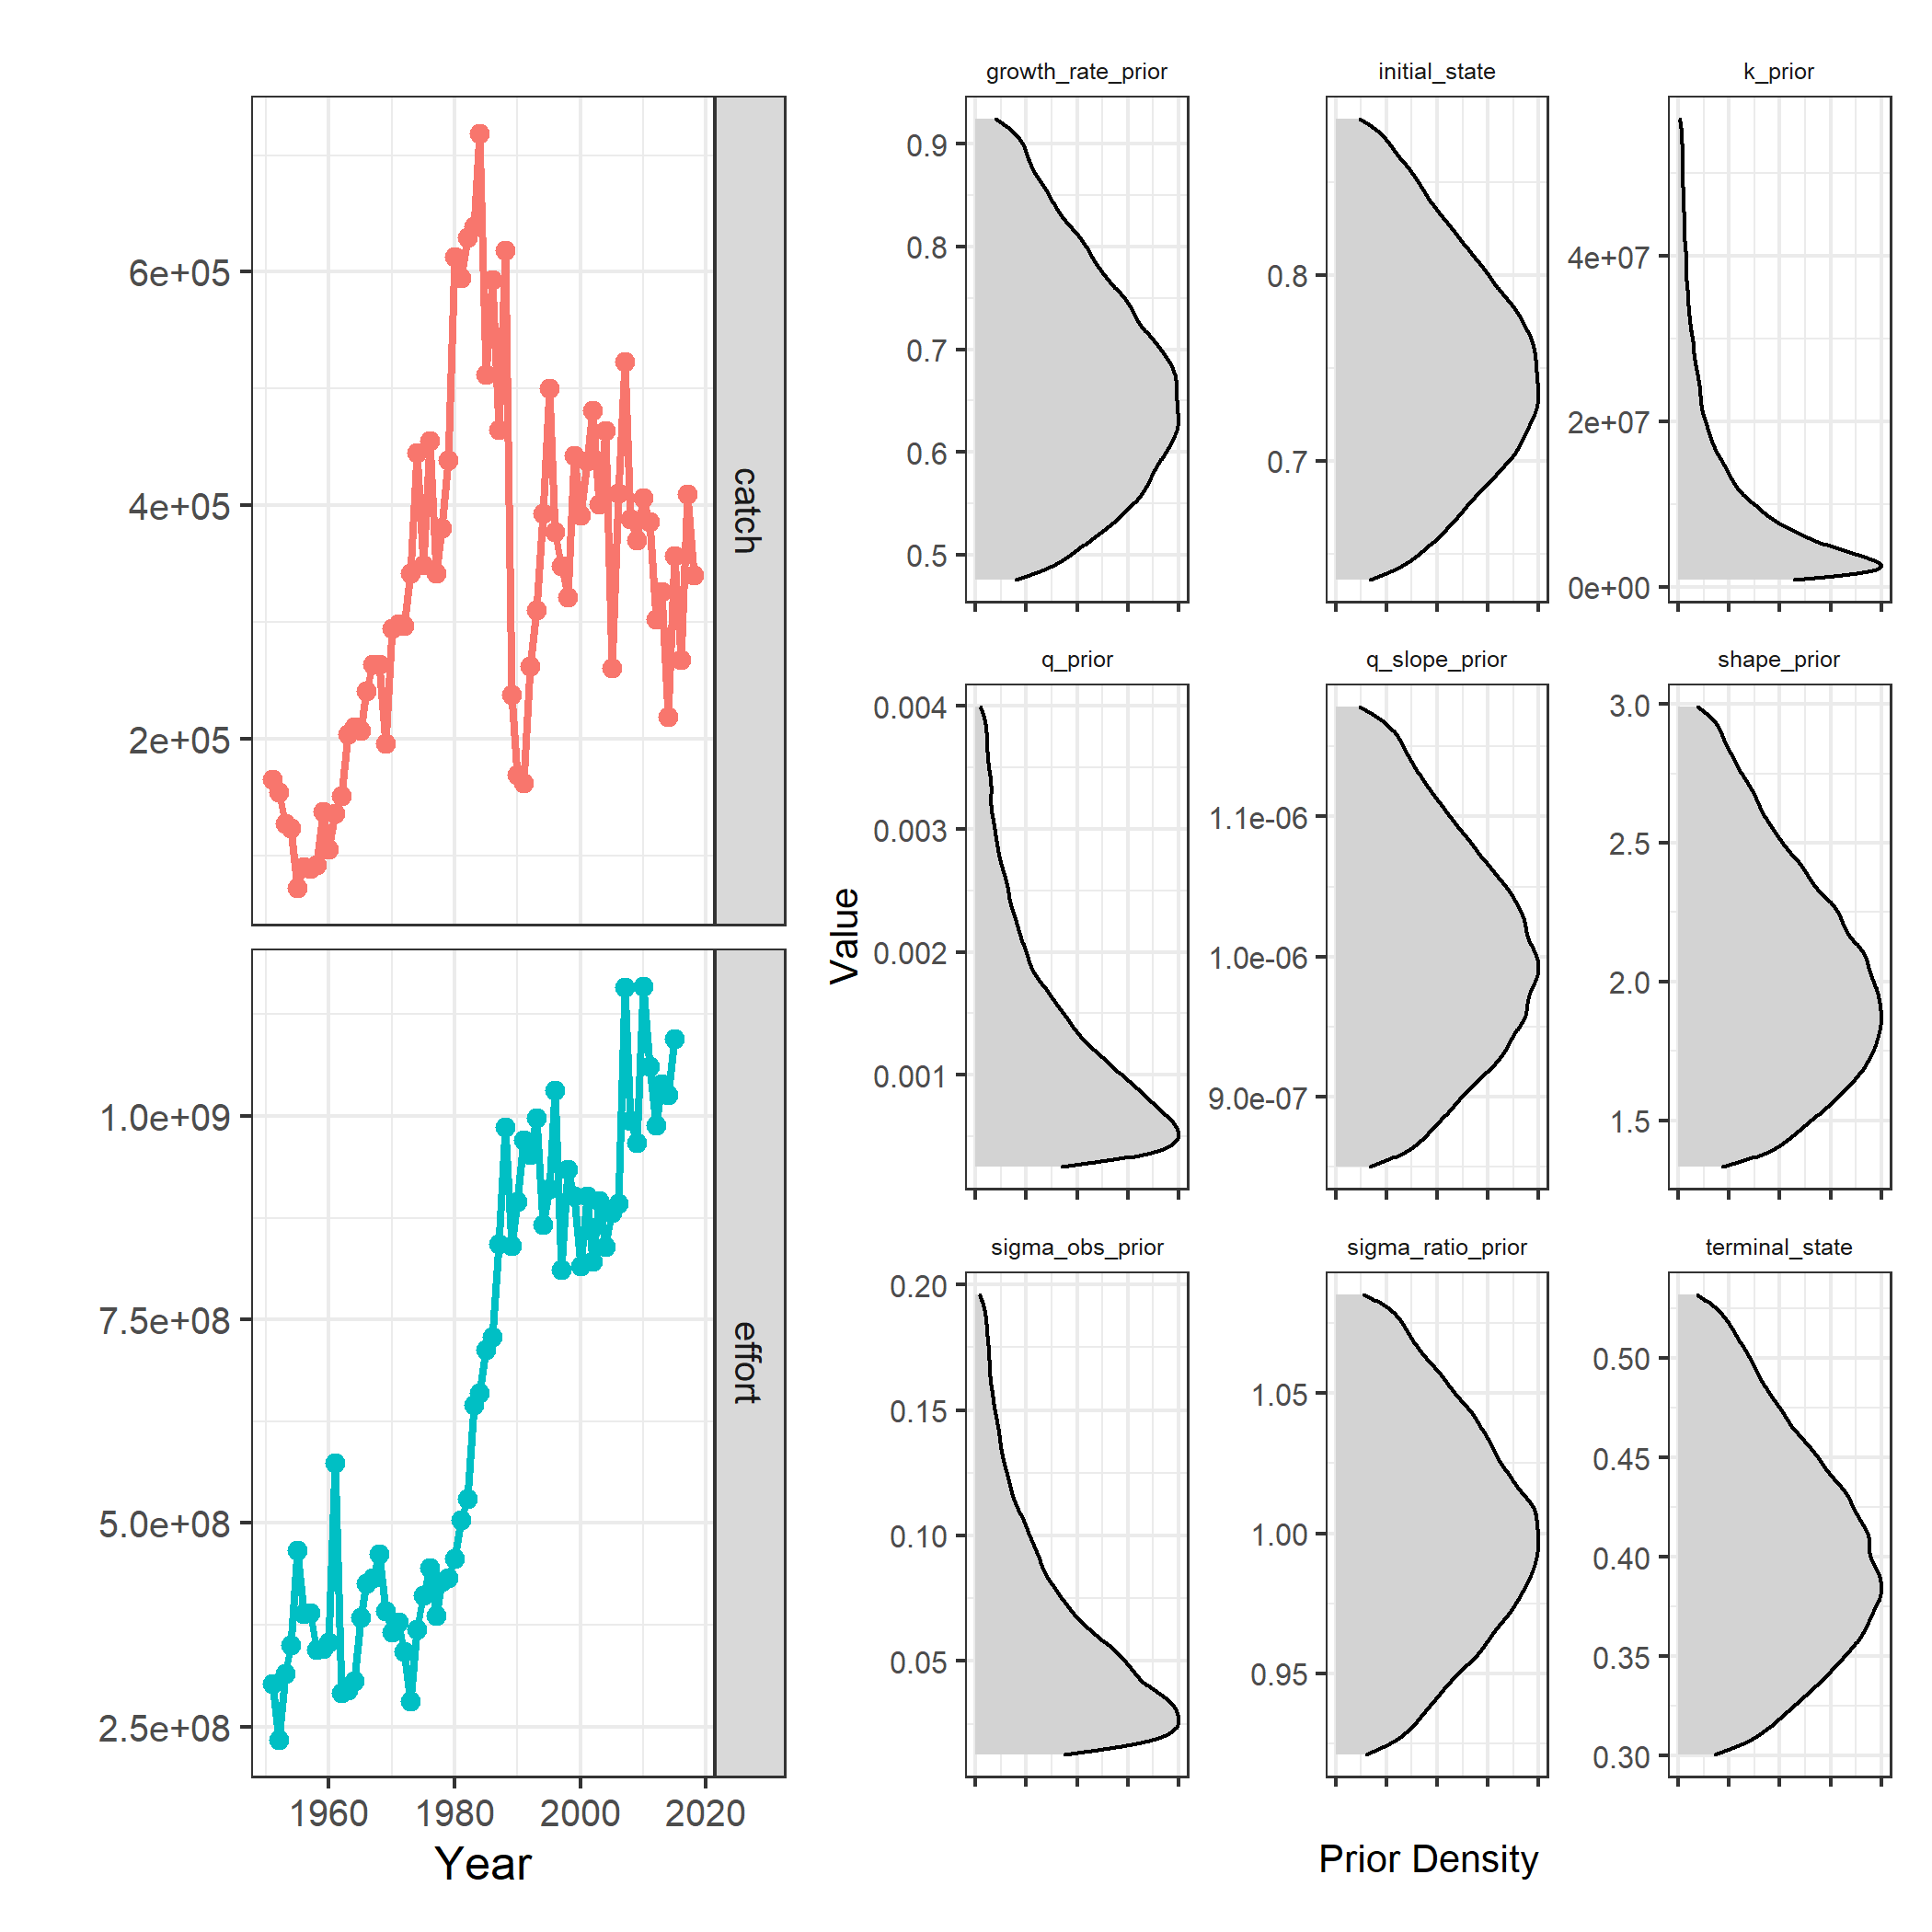 6e+05
4e+05
2e+05
catch
1.0e+09
7.5e+08
5.0e+08
2.5e+08
effort
1960 1980 2000 2020
Year
Value
growth_rate_prior
0.9
0.8
0.7
0.6
0.5
initial_state
0.8
0.7
k_prior
4e+07
2e+07
0e+00
q_prior
0.004
0.003
0.002
0.001
q_slope_prior
1.1e-06
1.0e-06
9.0e-07
shape_prior
3.0
2.5
2.0
1.5
sigma_obs_prior
0.20
0.15
0.10
0.05
sigma_ratio_prior
1.05
1.00
0.95
terminal_state
0.50
0.45
0.40
0.35
0.30
Prior Density